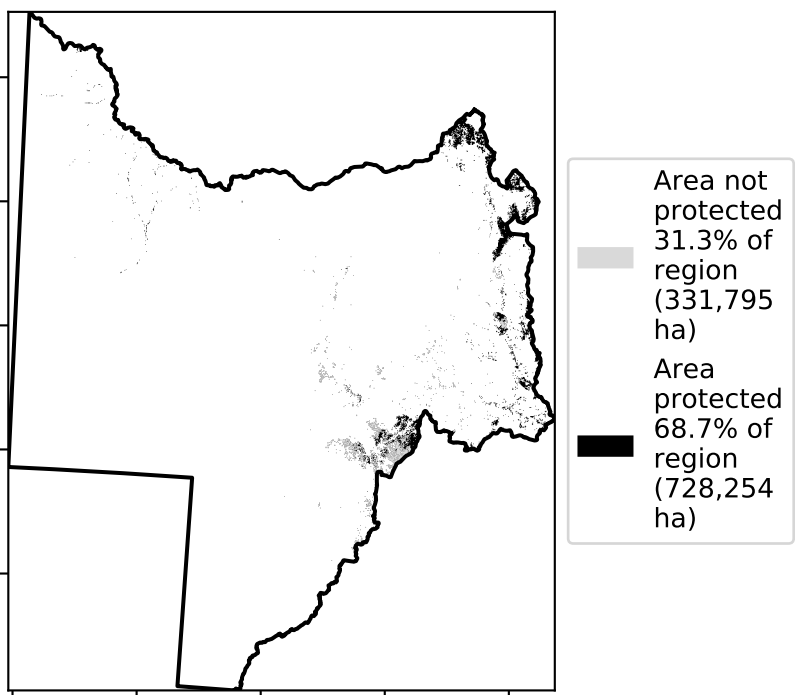 Area not
protected
31.3% of
region
(331,795
ha)
Area
protected
68.7% of
region
(728,254
ha)